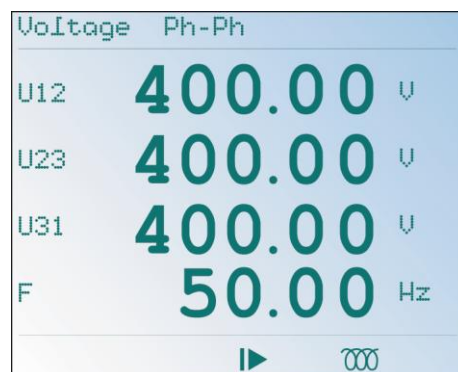 Voltage Ph-Ph
U12 400.00 V
U23 400.00 V
U31 400.00 V
F 50.00 Hz